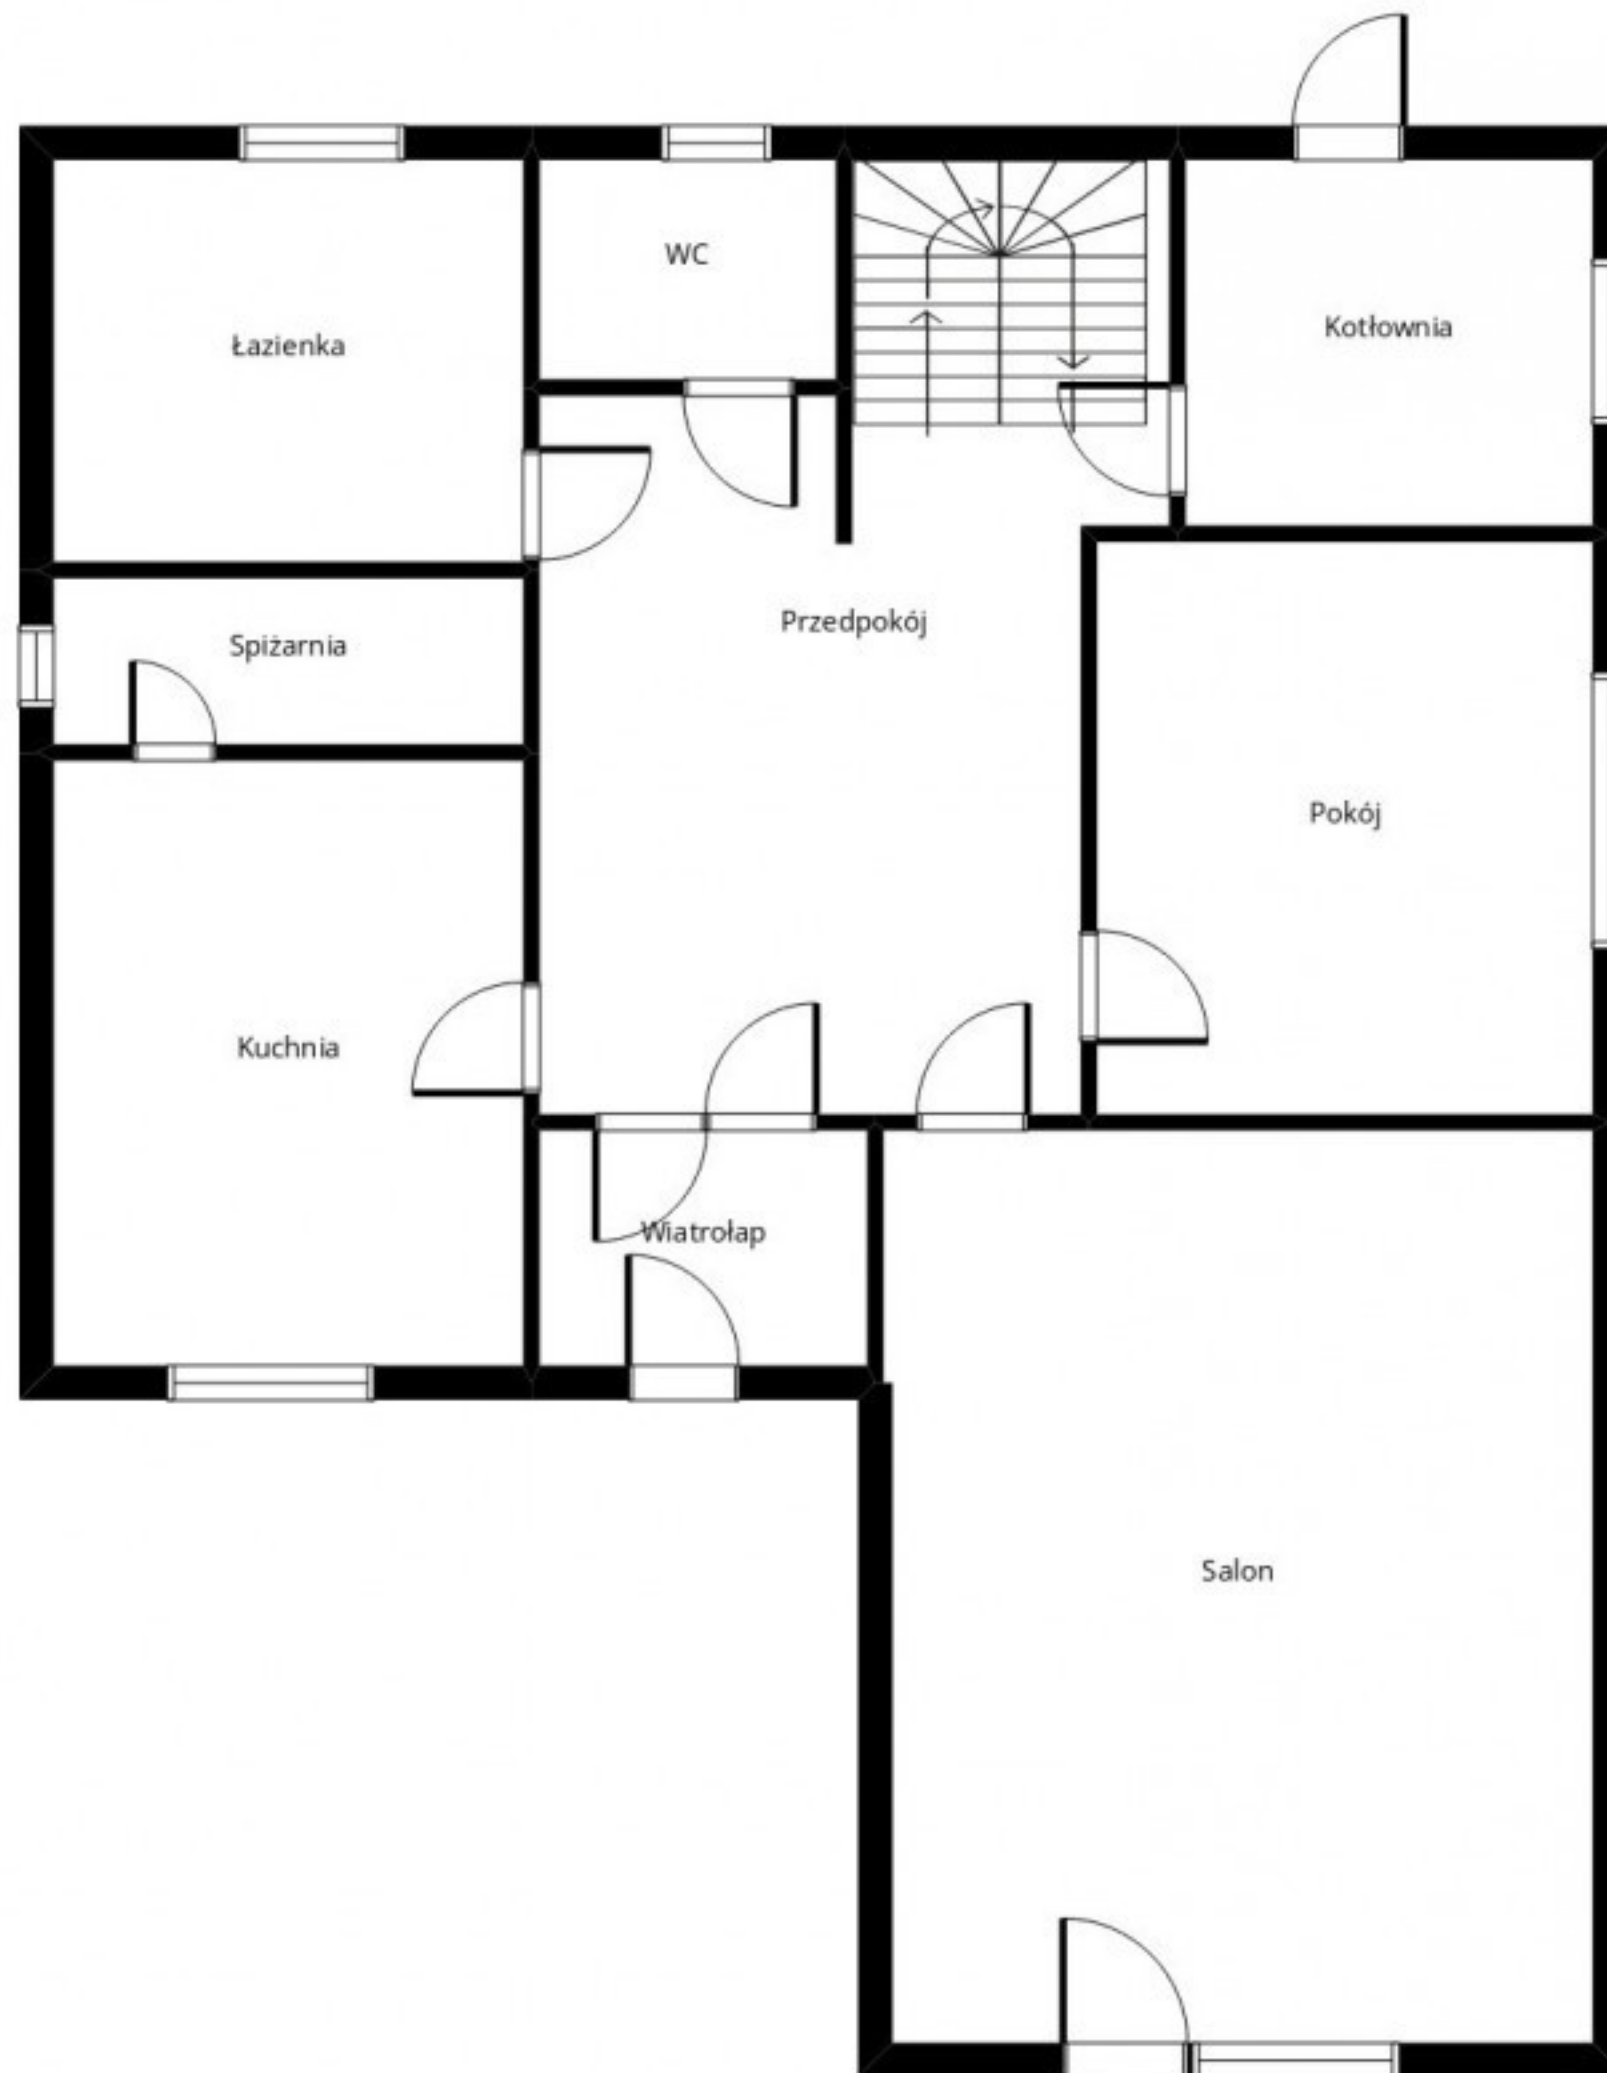 WC
Łazienka
Kotłownia
Przedpokój
Spiżarnia
Pokój
Kuchnia
Wiatrołap
Salon